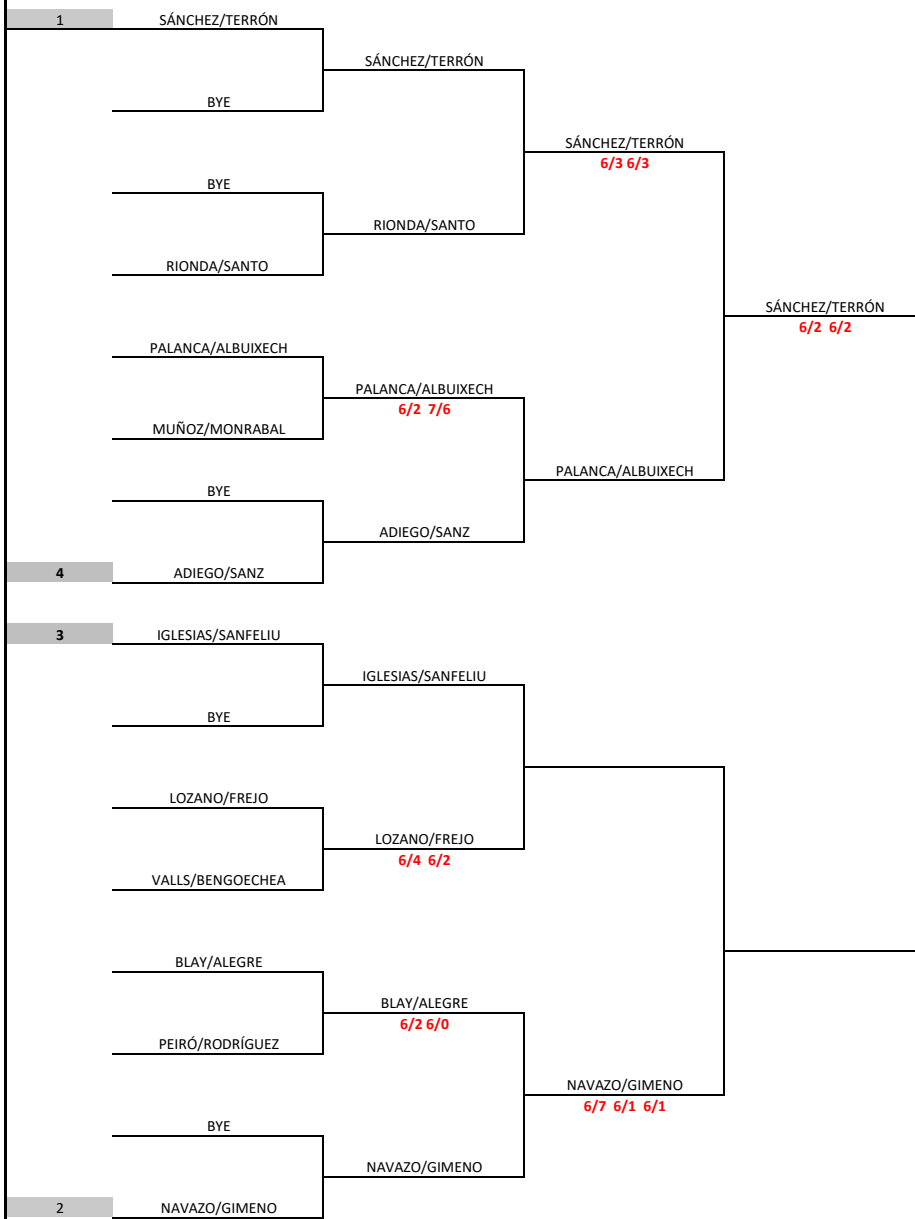 1 SÁNCHEZ/TERRÓN
SÁNCHEZ/TERRÓN
BYE
SÁNCHEZ/TERRÓN
6/3 6/3
BYE
RIONDA/SANTO
RIONDA/SANTO
SÁNCHEZ/TERRÓN
6/2 6/2
PALANCA/ALBUIXECH
PALANCA/ALBUIXECH
6/2 7/6
MUÑOZ/MONRABAL
PALANCA/ALBUIXECH
BYE
ADIEGO/SANZ
4 ADIEGO/SANZ
3 IGLESIAS/SANFELIU
IGLESIAS/SANFELIU
BYE
LOZANO/FREJO
LOZANO/FREJO
6/4 6/2
VALLS/BENGOECHEA
BLAY/ALEGRE
BLAY/ALEGRE
6/2 6/0
PEIRÓ/RODRÍGUEZ
NAVAZO/GIMENO
6/7 6/1 6/1
BYE
NAVAZO/GIMENO
2 NAVAZO/GIMENO